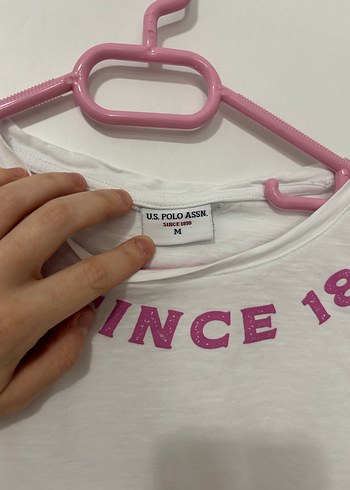 U.S. POLO ASSN.
SINCE 1890
M
SINCE 18